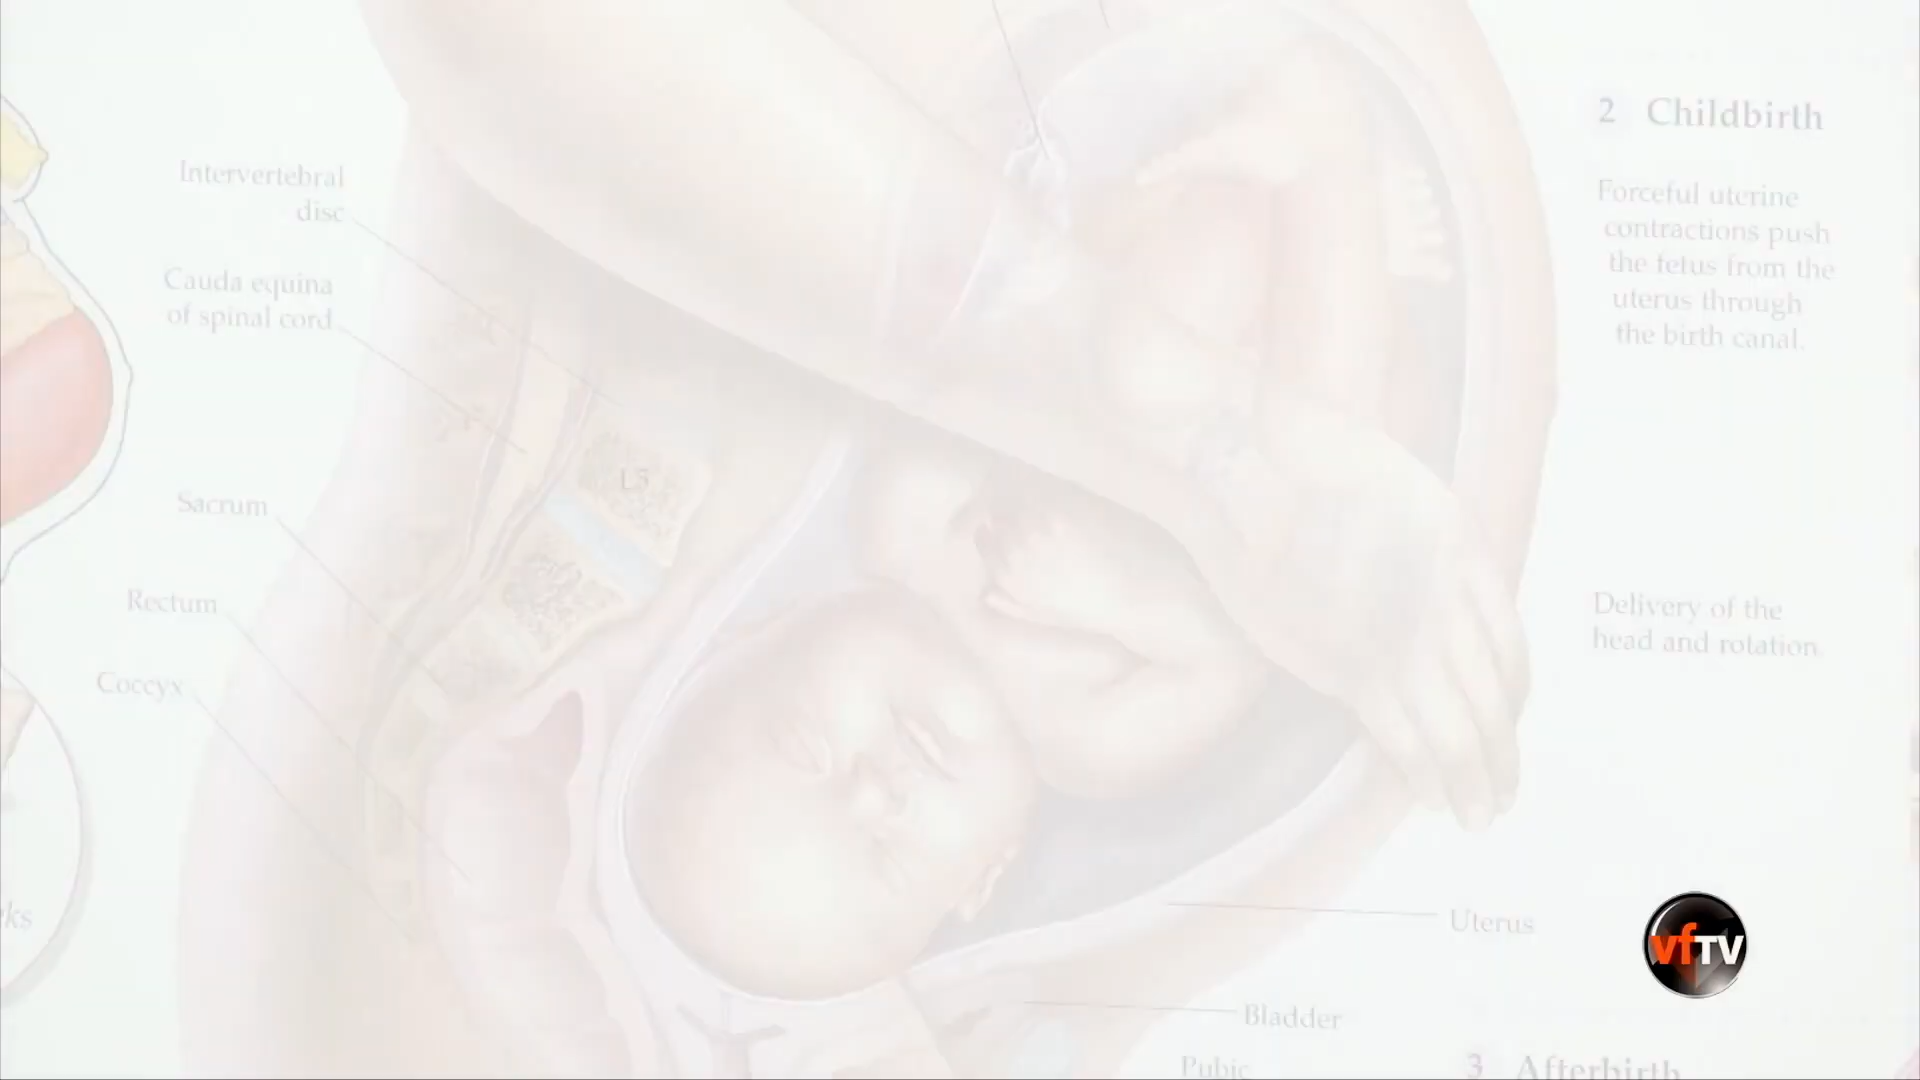 2 Childbirth
Forceful uterine
contractions push
the fetus from the
uterus through
the birth canal.
Intervertebral
disc
Cauda equina
of spinal cord
L5
Sacrum
Rectum
Coccyx
Delivery of the
head and rotation
Uterus
Bladder
Pubic
3 Afterbirth
vfTV